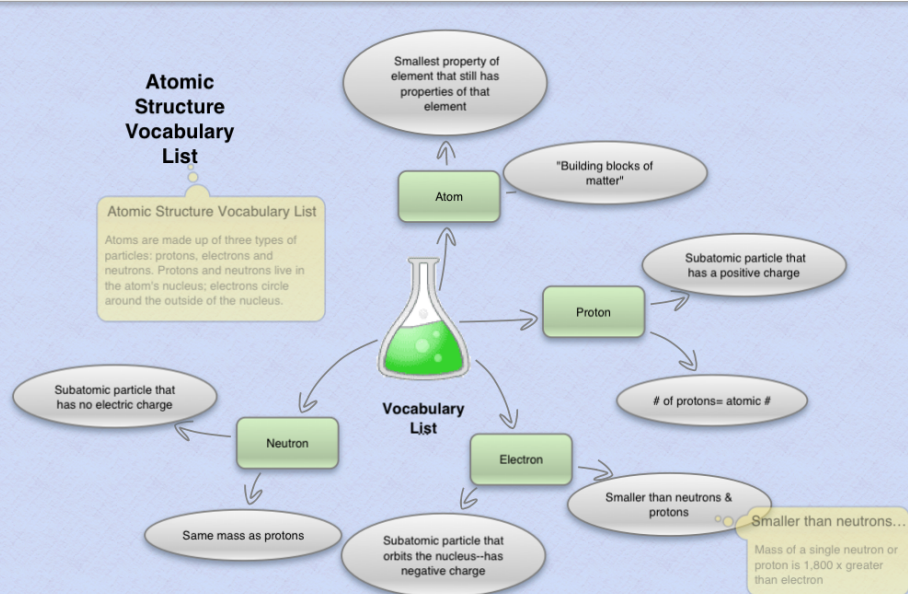 Atomic
Structure
Vocabulary
List
Atomic Structure Vocabulary List
Atoms are made up of three types of
particles: protons, electrons and
neutrons. Protons and neutrons live in
the atom's nucleus; electrons circle
around the outside of the nucleus.
Smallest property of
element that still has
properties of that
element
"Building blocks of
matter"
Atom
Subatomic particle that
has a positive charge
Proton
# of protons= atomic #
Vocabulary
List
Subatomic particle that
has no electric charge
Neutron
Same mass as protons
Electron
Smaller than neutrons &
protons
Subatomic particle that
orbits the nucleus--has
negative charge
Smaller than neutrons...
Mass of a single neutron or
proton is 1,800 x greater
than electron